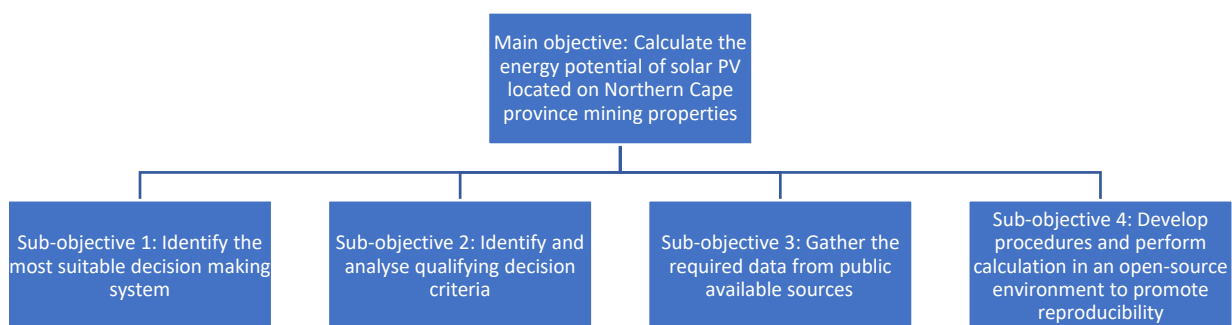 Main objective: Calculate the
energy potential of solar PV
located on Northern Cape
province mining properties
Sub-objective 1: Identify the
most suitable decision making
system
Sub-objective 2: Identify and
analyse qualifying decision
criteria
Sub-objective 3: Gather the
required data from public
available sources
Sub-objective 4: Develop
procedures and perform
calculation in an open-source
environment to promote
reproducibility